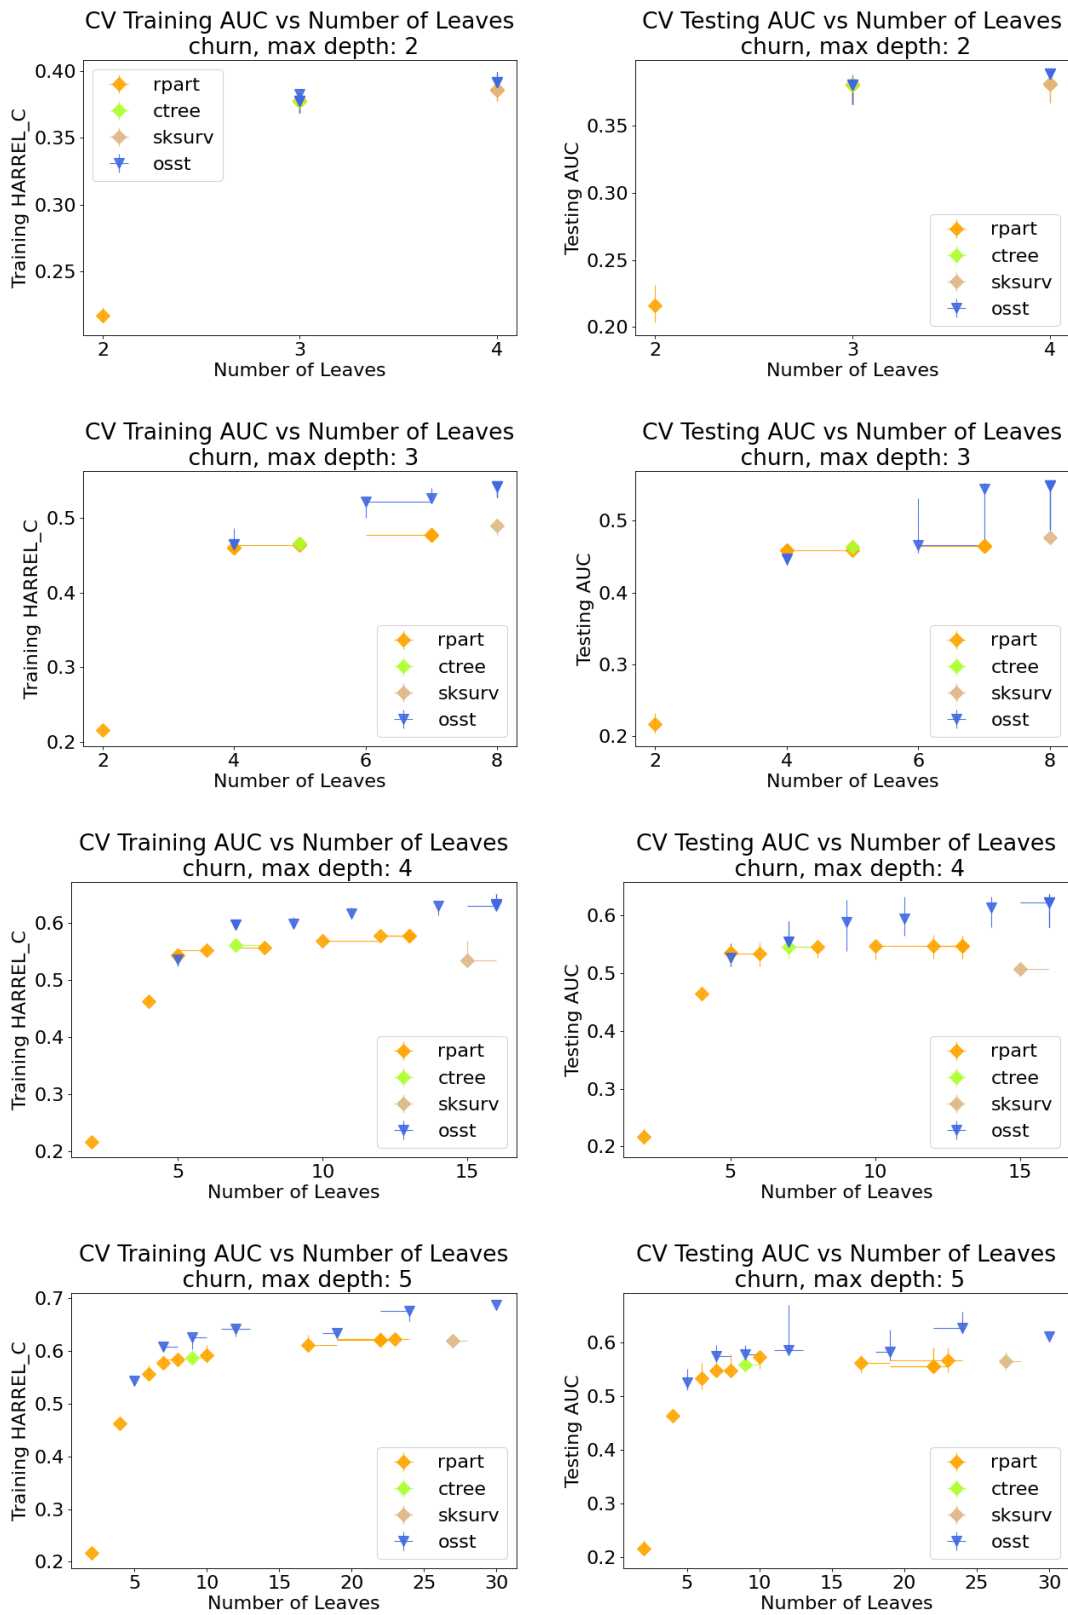 CV Training AUC vs Number of Leaves
churn, max depth: 2
Training HARREL_C
0.40
0.35
0.30
0.25
rpart
ctree
sksurv
osst
2
3
4
Number of Leaves
CV Testing AUC vs Number of Leaves
churn, max depth: 2
Testing AUC
0.35
0.30
0.25
0.20
rpart
ctree
sksurv
osst
2
3
4
Number of Leaves
CV Training AUC vs Number of Leaves
churn, max depth: 3
Training HARREL_C
0.5
0.4
0.3
0.2
rpart
ctree
sksurv
osst
2
4
6
8
Number of Leaves
CV Testing AUC vs Number of Leaves
churn, max depth: 3
Testing AUC
0.5
0.4
0.3
0.2
rpart
ctree
sksurv
osst
2
4
6
8
Number of Leaves
CV Training AUC vs Number of Leaves
churn, max depth: 4
Training HARREL_C
0.6
0.5
0.4
0.3
0.2
rpart
ctree
sksurv
osst
5
10
15
Number of Leaves
CV Testing AUC vs Number of Leaves
churn, max depth: 4
Testing AUC
0.6
0.5
0.4
0.3
0.2
rpart
ctree
sksurv
osst
5
10
15
Number of Leaves
CV Training AUC vs Number of Leaves
churn, max depth: 5
Training HARREL_C
0.7
0.6
0.5
0.4
0.3
0.2
rpart
ctree
sksurv
osst
5
10
15
20
25
30
Number of Leaves
CV Testing AUC vs Number of Leaves
churn, max depth: 5
Testing AUC
0.6
0.5
0.4
0.3
0.2
rpart
ctree
sksurv
osst
5
10
15
20
25
30
Number of Leaves